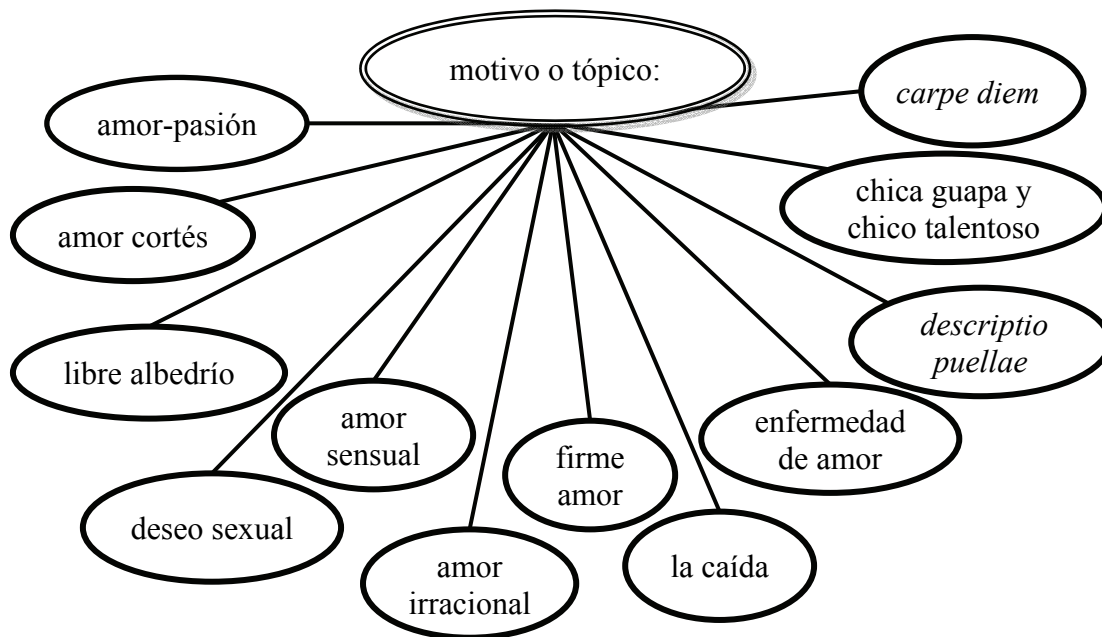 motivo o tópico:
carpe diem
amor-pasión
chica guapa y
chico talentoso
amor cortés
descriptio
puellae
libre albedrío
amor
sensual
enfermedad
de amor
firme
amor
deseo sexual
la caída
amor
irracional